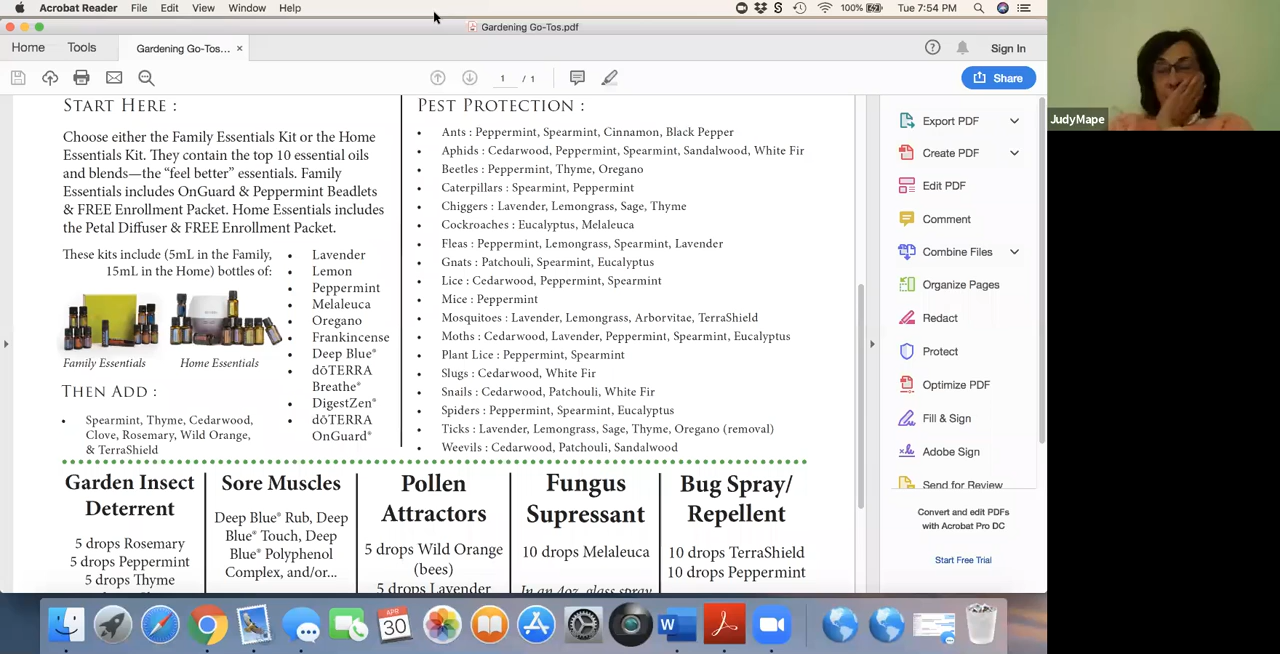 Acrobat Reader File Edit View Window Help
100% Tue 7:54 PM
Gardening Go-Tos.pdf
Home Tools Gardening Go-Tos... ×
Sign In
1 / 1
Share
START HERE :
Choose either the Family Essentials Kit or the Home
Essentials Kit. They contain the top 10 essential oils
and blends—the “feel better” essentials. Family
Essentials includes OnGuard & Peppermint Beadlets
& FREE Enrollment Packet. Home Essentials includes
the Petal Diffuser & FREE Enrollment Packet.
These kits include (5mL in the Family,
15mL in the Home) bottles of:
• Lavender
• Lemon
• Peppermint
• Melaleuca
• Oregano
• Frankincense
• Deep Blue®
• dōTERRA
Breathe®
• DigestZen®
• dōTERRA
OnGuard®
Family Essentials
Home Essentials
THEN ADD :
• Spearmint, Thyme, Cedarwood,
Clove, Rosemary, Wild Orange,
& TerraShield
PEST PROTECTION :
• Ants : Peppermint, Spearmint, Cinnamon, Black Pepper
• Aphids : Cedarwood, Peppermint, Spearmint, Sandalwood, White Fir
• Beetles : Peppermint, Thyme, Oregano
• Caterpillars : Spearmint, Peppermint
• Chiggers : Lavender, Lemongrass, Sage, Thyme
• Cockroaches : Eucalyptus, Melaleuca
• Fleas : Peppermint, Lemongrass, Spearmint, Lavender
• Gnats : Patchouli, Spearmint, Eucalyptus
• Lice : Cedarwood, Peppermint, Spearmint
• Mice : Peppermint
• Mosquitoes : Lavender, Lemongrass, Arborvitae, TerraShield
• Moths : Cedarwood, Lavender, Peppermint, Spearmint, Eucalyptus
• Plant Lice : Peppermint, Spearmint
• Slugs : Cedarwood, White Fir
• Snails : Cedarwood, Patchouli, White Fir
• Spiders : Peppermint, Spearmint, Eucalyptus
• Ticks : Lavender, Lemongrass, Sage, Thyme, Oregano (removal)
• Weevils : Cedarwood, Patchouli, Sandalwood
Garden Insect
Deterrent
5 drops Rosemary
5 drops Peppermint
5 drops Thyme
Sore Muscles
Deep Blue® Rub, Deep
Blue® Touch, Deep
Blue® Polyphenol
Complex, and/or...
Pollen
Attractors
5 drops Wild Orange
(bees)
5 drops Lavender
Fungus
Supressant
10 drops Melaleuca
In an 4oz. glass spray
Bug Spray/
Repellent
10 drops TerraShield
10 drops Peppermint
Export PDF
Create PDF
Edit PDF
Comment
Combine Files
Organize Pages
Redact
Protect
Optimize PDF
Fill & Sign
Adobe Sign
Send for Review
Convert and edit PDFs
with Acrobat Pro DC
Start Free Trial
JudyMape
APR
30
W